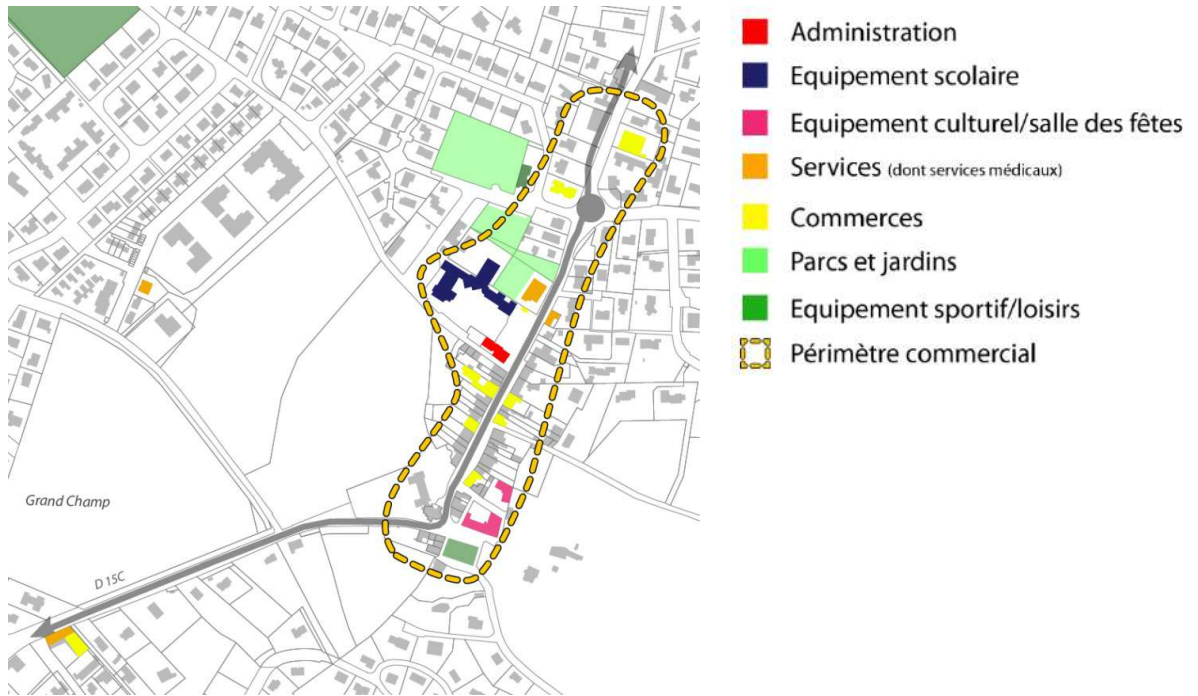 Administration
Equipement scolaire
Equipement culturel/salle des fêtes
Services (dont services médicaux)
Commerces
Parcs et jardins
Equipement sportif/loisirs
Périmètre commercial
Grand Champ
D 15C